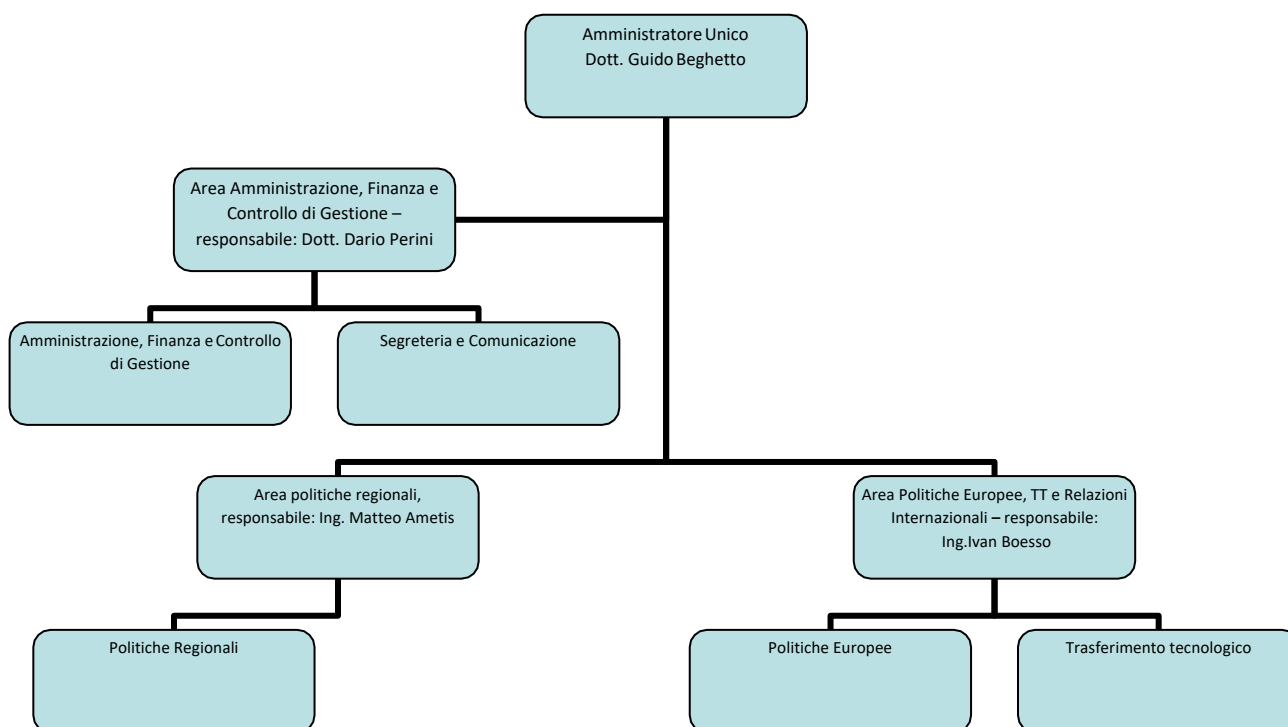 Amministratore Unico
Dott. Guido Beghetto
Area Amministrazione, Finanza e
Controllo di Gestione –
responsabile: Dott. Dario Perini
Amministrazione, Finanza e Controllo
di Gestione
Segreteria e Comunicazione
Area politiche regionali,
responsabile: Ing. Matteo Ametis
Area Politiche Europee, TT e Relazioni
Internazionali – responsabile:
Ing.Ivan Boesso
Politiche Regionali
Politiche Europee
Trasferimento tecnologico